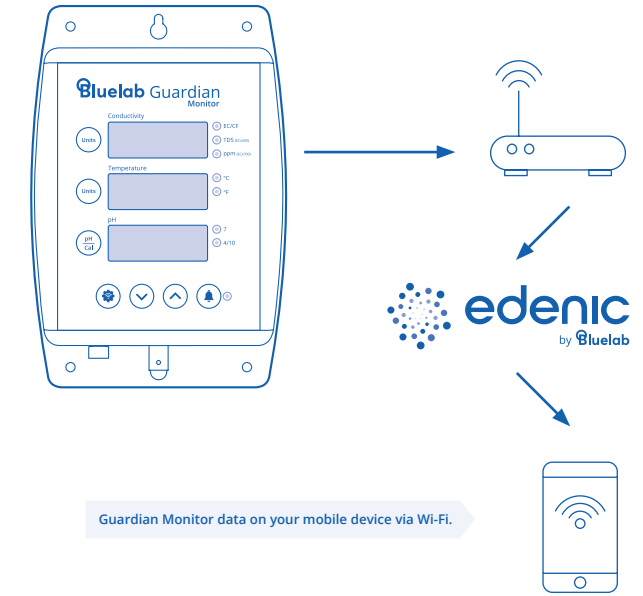 Bluelab Guardian
Monitor
Conductivity
Units
EC/CF
TDS
ppm
Temperature
Units
°C
°F
pH
pH
Cal
7
4/10
edenic
by Bluelab
Guardian Monitor data on your mobile device via Wi-Fi.